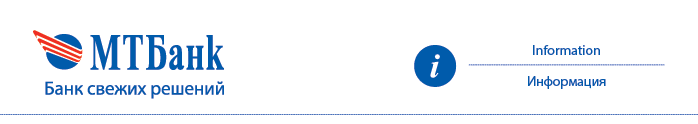 МТБанк
Банк свежих решений
i
Information
Информация